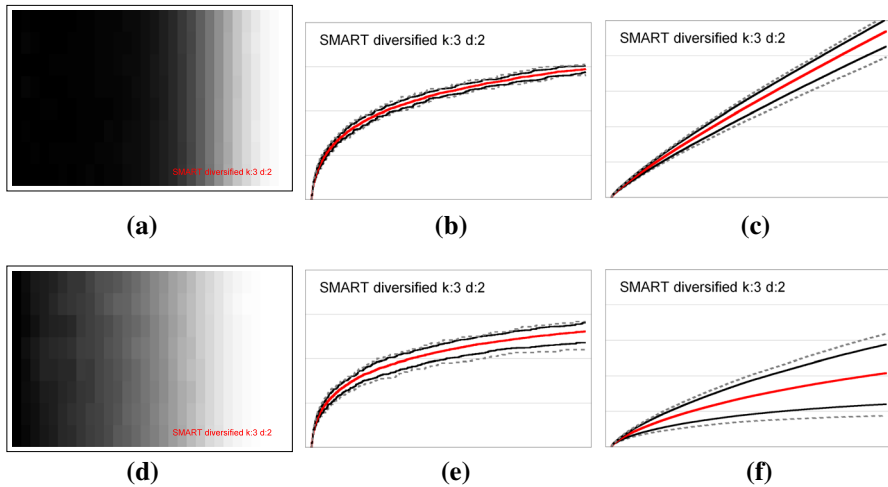 SMART diversified k:3 d:2
SMART diversified k:3 d:2
SMART diversified k:3 d:2
(a)
(b)
(c)
SMART diversified k:3 d:2
SMART diversified k:3 d:2
SMART diversified k:3 d:2
(d)
(e)
(f)